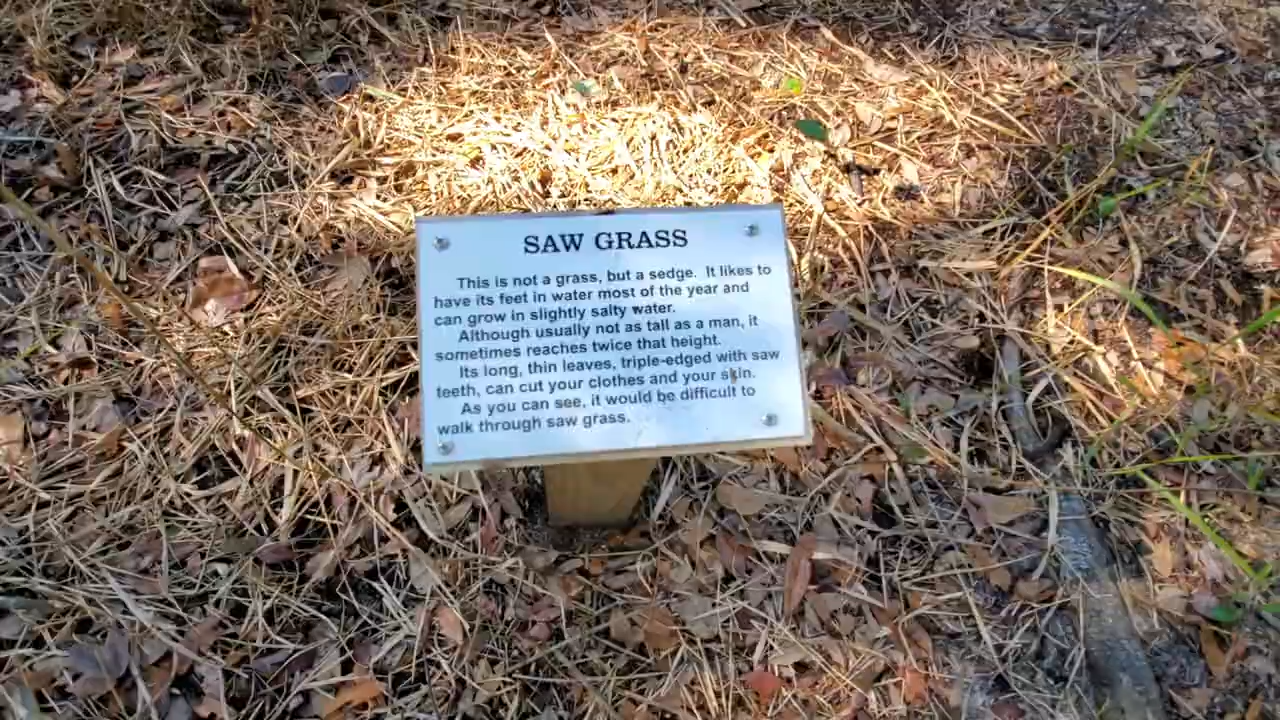 SAW GRASS
This is not a grass, but a sedge. It likes to
have its feet in water most of the year and
can grow in slightly salty water.
Although usually not as tall as a man, it
sometimes reaches twice that height.
Its long, thin leaves, triple-edged with saw
teeth, can cut your clothes and your skin.
As you can see, it would be difficult to
walk through saw grass.